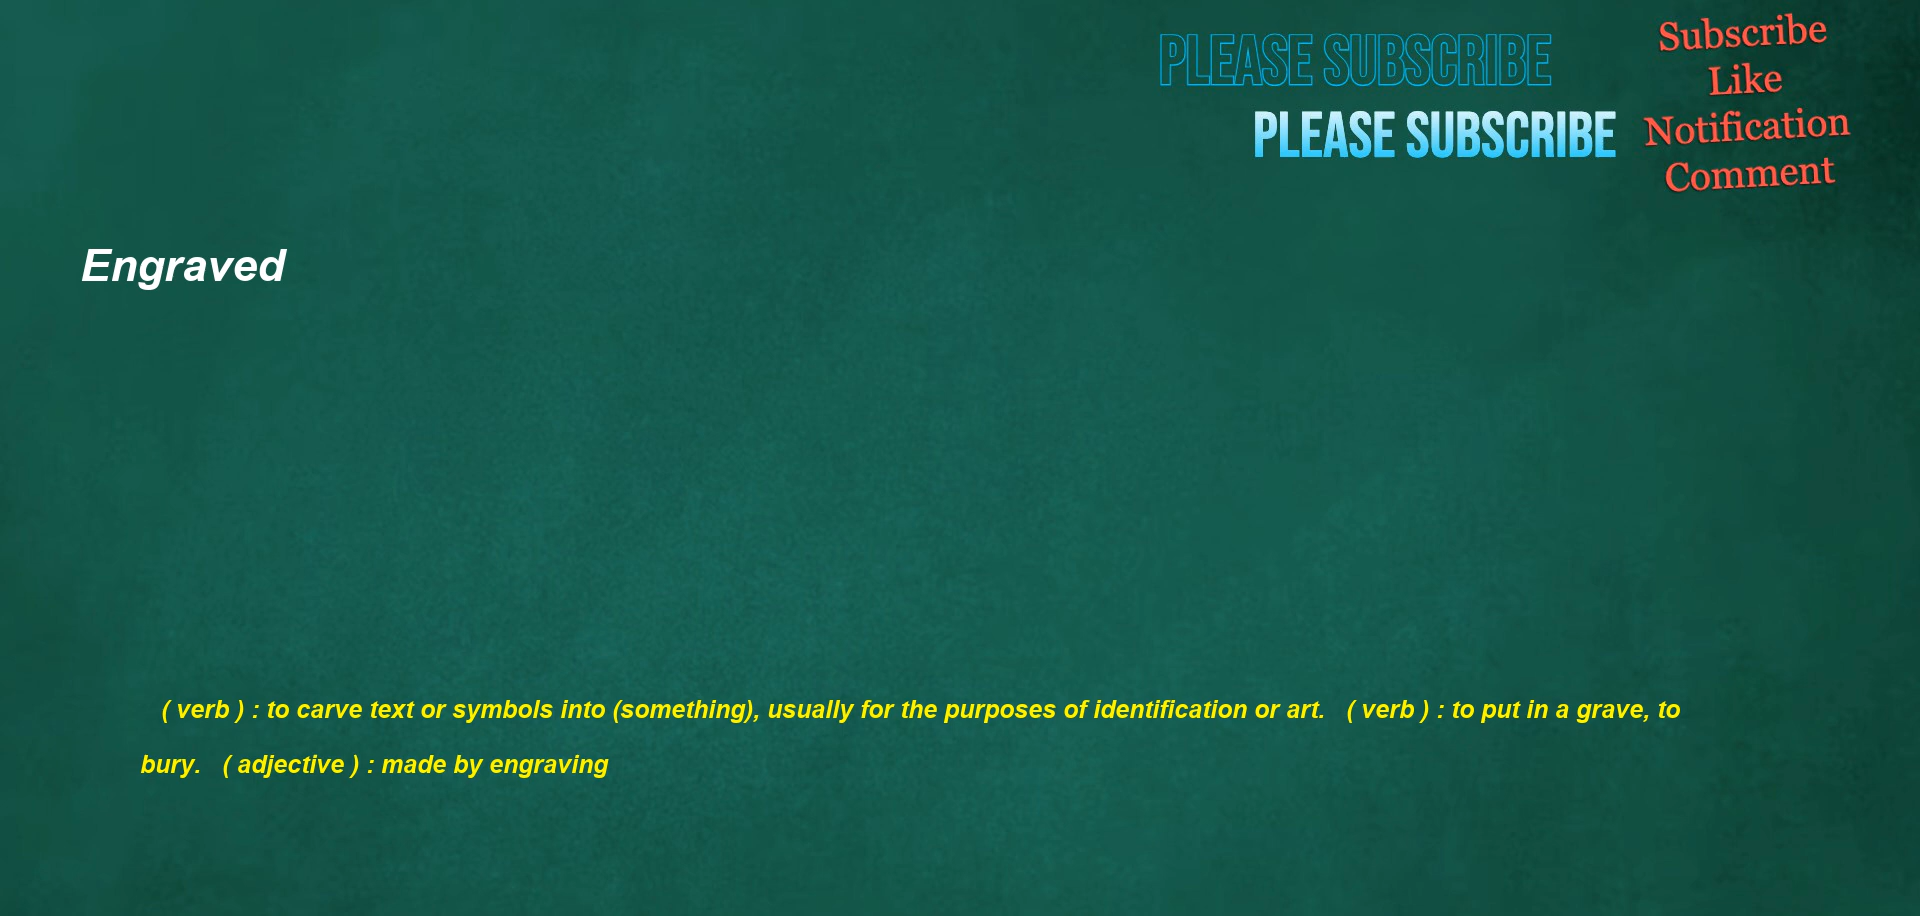 PLEASE SUBSCRIBE
PLEASE SUBSCRIBE
Subscribe
Like
Notification
Comment
Engraved
( verb ) : to carve text or symbols into (something), usually for the purposes of identification or art. ( verb ) : to put in a grave, to
bury. ( adjective ) : made by engraving